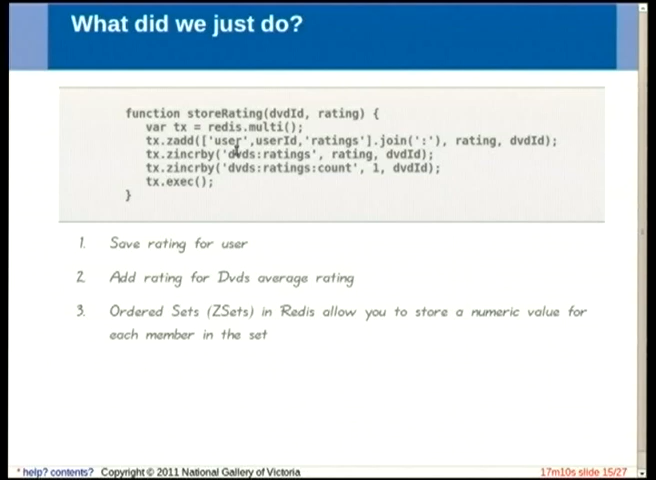 What did we just do?
function storeRating(dvdId, rating) {
var tx = redis.multi();
tx.zadd(['user',userId,'ratings'].join(':'), rating, dvdId);
tx.zincrby('dvds:ratings', rating, dvdId);
tx.zincrby('dvds:ratings:count', 1, dvdId);
tx.exec();
}
1. Save rating for user
2. Add rating for Dvds average rating
3. Ordered Sets (ZSets) in Redis allow you to store a numeric value for
each member in the set
* help? contents? Copyright © 2011 National Gallery of Victoria 17m10s slide 15/27